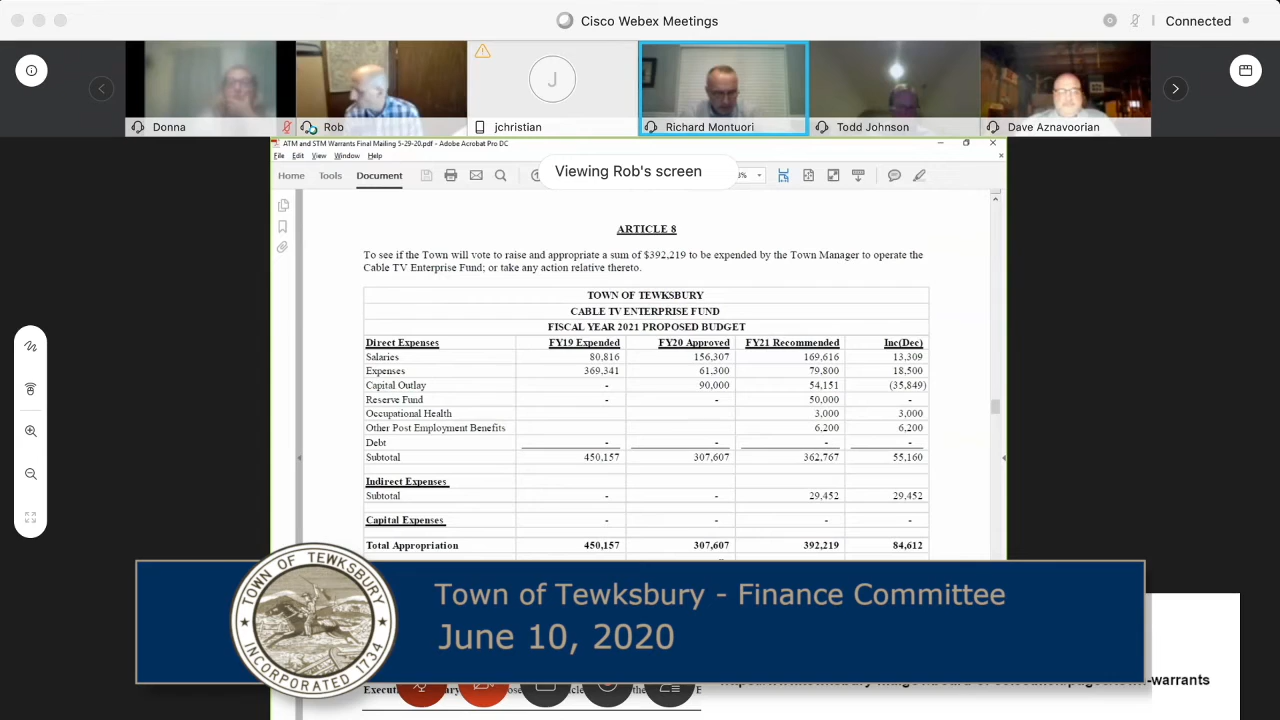 Cisco Webex Meetings
Connected
J
Donna
Rob
jchristian
Richard Montuori
Todd Johnson
Dave Aznavoorian
ATM and STM Warrants Final Mailing 5-29-20.pdf - Adobe Acrobat Pro DC
File Edit View Window Help
Home Tools Document
Viewing Rob's screen
ARTICLE 8
To see if the Town will vote to raise and appropriate a sum of $392,219 to be expended by the Town Manager to operate the
Cable TV Enterprise Fund; or take any action relative thereto.
TOWN OF TEWKSBURY
CABLE TV ENTERPRISE FUND
FISCAL YEAR 2021 PROPOSED BUDGET
Direct Expenses FY19 Expended FY20 Approved FY21 Recommended Inc(Dec)
Salaries 80,816 156,307 169,616 13,309
Expenses 369,341 61,300 79,800 18,500
Capital Outlay - 90,000 54,151 (35,849)
Reserve Fund - - 50,000 -
Occupational Health 3,000 3,000
Other Post Employment Benefits 6,200 6,200
Debt - - - -
Subtotal 450,157 307,607 362,767 55,160
Indirect Expenses
Subtotal - - 29,452 29,452
Capital Expenses - - - -
Total Appropriation 450,157 307,607 392,219 84,612
TOWN OF TEWKSBURY
INCORPORATED 1734
Town of Tewksbury - Finance Committee
June 10, 2020
-warrants